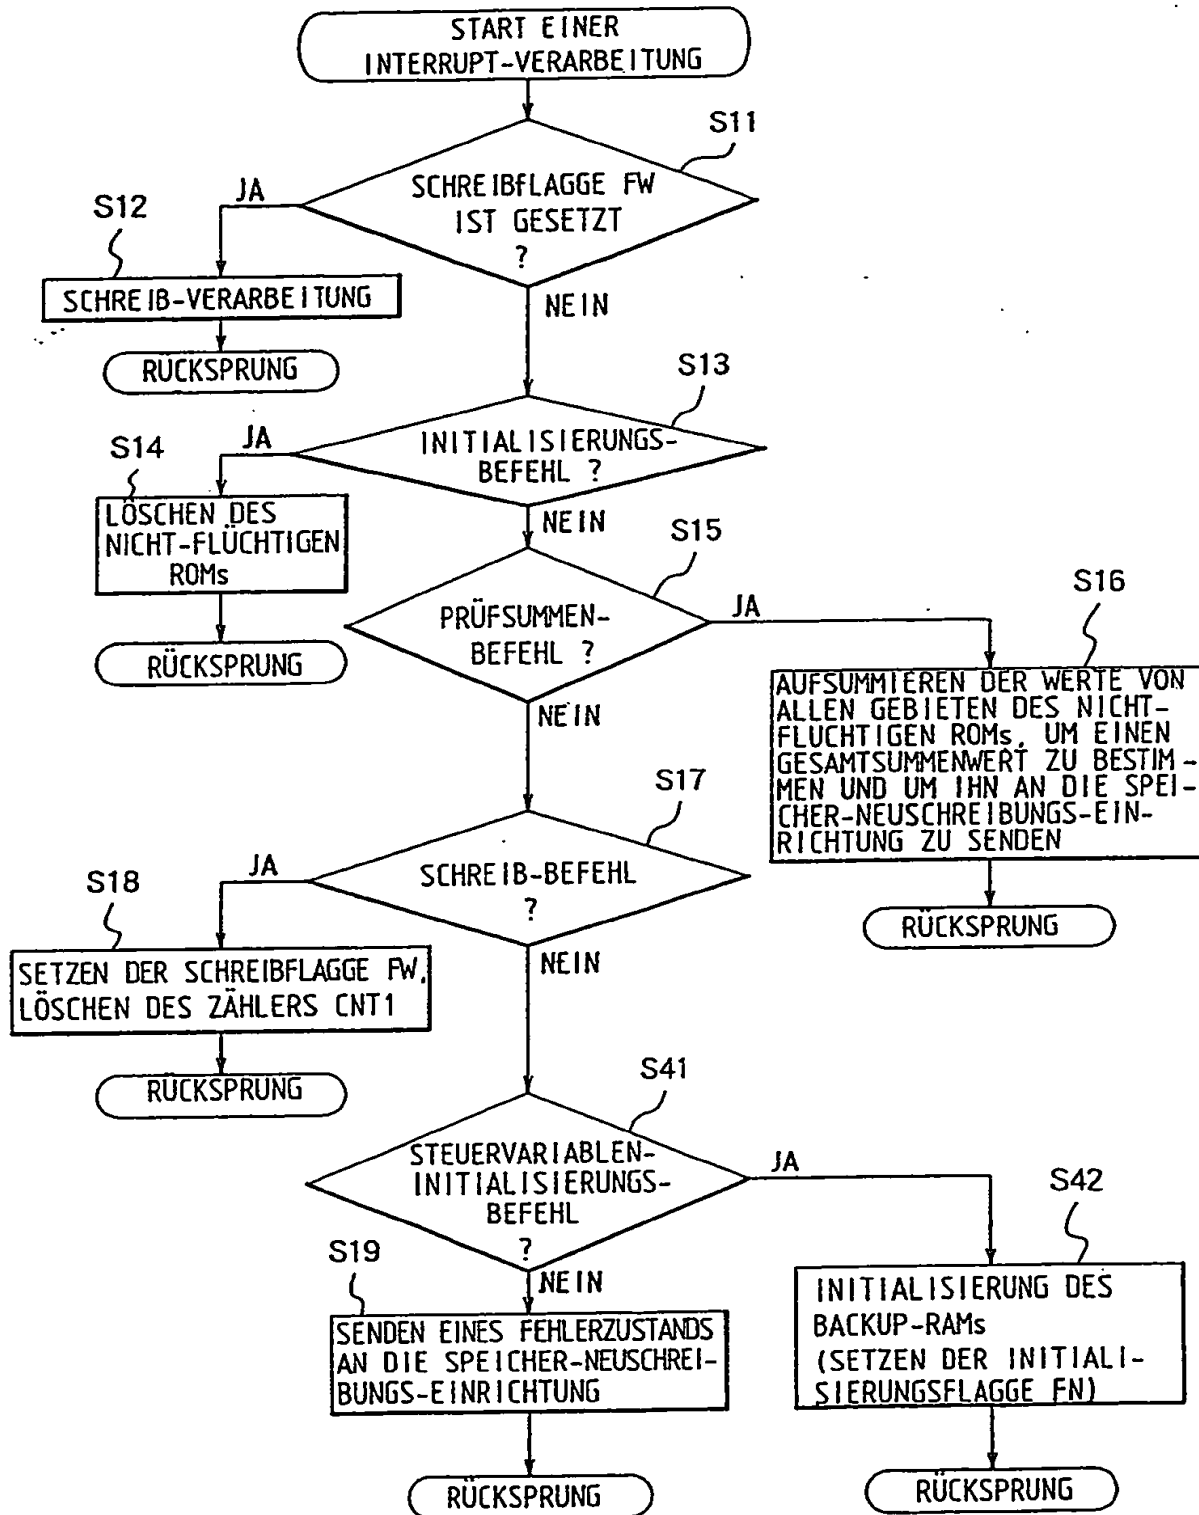 START EINER
INTERRUPT-VERARBEITUNG
S11
SCHREIBFLAGGE FW
IST GESETZT
?
JA
S12
NEIN
SCHREIB-VERARBEITUNG
RÜCKSPRUNG
S13
INITIALISIERUNGS-
BEFEHL ?
JA
S14
NEIN
LÖSCHEN DES
NICHT-FLÜCHTIGEN
ROMs
RÜCKSPRUNG
S15
PRÜFSUMMEN-
BEFEHL ?
JA
S16
NEIN
AUFSUMMIEREN DER WERTE VON
ALLEN GEBIETEN DES NICHT-
FLUCHTIGEN ROMs, UM EINEN
GESAMTSUMMENWERT ZU BESTIM-
MEN UND UM IHN AN DIE SPEI-
CHER-NEUSCHREIBUNGS-EIN-
RICHTUNG ZU SENDEN
RÜCKSPRUNG
S17
SCHREIB-BEFEHL
?
JA
S18
NEIN
SETZEN DER SCHREIBFLAGGE FW,
LÖSCHEN DES ZÄHLERS CNT1
RÜCKSPRUNG
S41
STEUERVARIABLEN-
INITIALISIERUNGS-
BEFEHL
?
JA
S42
S19
NEIN
SENDEN EINES FEHLERZUSTANDS
AN DIE SPEICHER-NEUSCHREI-
BUNGS-EINRICHTUNG
RÜCKSPRUNG
INITIALISIERUNG DES
BACKUP-RAMs
(SETZEN DER INITIALI-
SIERUNGSFLAGGE FN)
RÜCKSPRUNG